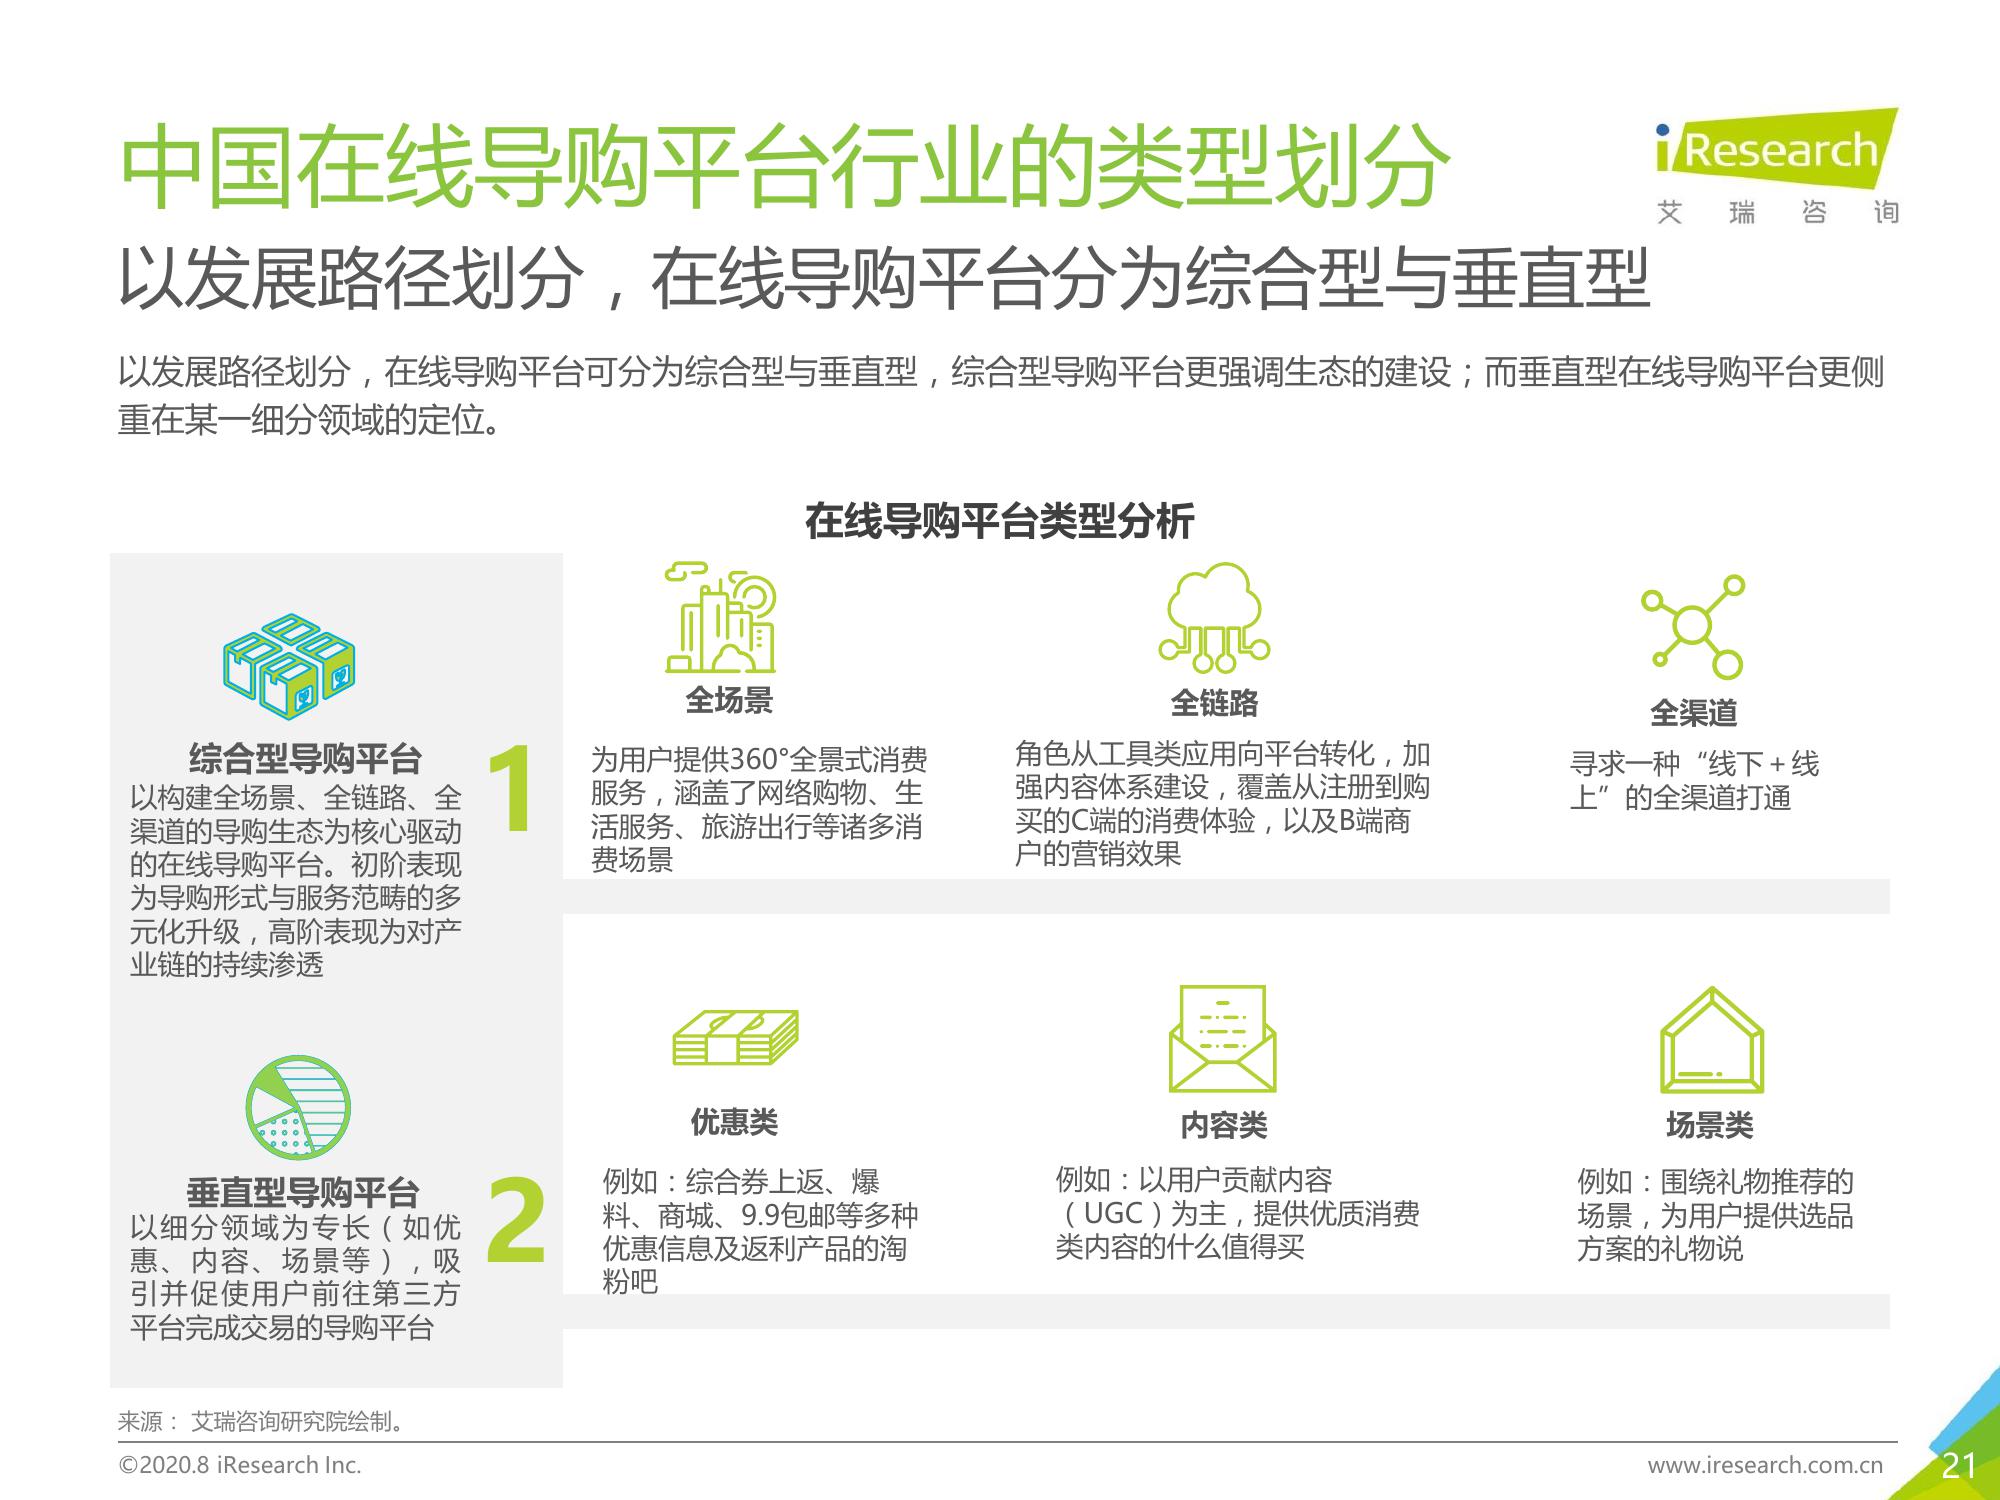 中国在线导购平台行业的类型划分
iResearch
艾瑞咨询
以发展路径划分，在线导购平台分为综合型与垂直型
以发展路径划分，在线导购平台可分为综合型与垂直型，综合型导购平台更强调生态的建设；而垂直型在线导购平台更侧
重在某一细分领域的定位。
在线导购平台类型分析
综合型导购平台
以构建全场景、全链路、全
渠道的导购生态为核心驱动
的在线导购平台。初阶表现
为导购形式与服务范畴的多
元化升级，高阶表现为对产
业链的持续渗透
1
全场景
为用户提供360°全景式消费
服务，涵盖了网络购物、生
活服务、旅游出行等诸多消
费场景
全链路
角色从工具类应用向平台转化，加
强内容体系建设，覆盖从注册到购
买的C端的消费体验，以及B端商
户的营销效果
全渠道
寻求一种“线下＋线
上”的全渠道打通
垂直型导购平台
以细分领域为专长（如优
惠、内容、场景等），吸
引并促使用户前往第三方
平台完成交易的导购平台
2
优惠类
例如：综合券上返、爆
料、商城、9.9包邮等多种
优惠信息及返利产品的淘
粉吧
内容类
例如：以用户贡献内容
（UGC）为主，提供优质消费
类内容的什么值得买
场景类
例如：围绕礼物推荐的
场景，为用户提供选品
方案的礼物说
来源： 艾瑞咨询研究院绘制。
©2020.8 iResearch Inc.
www.iresearch.com.cn
21